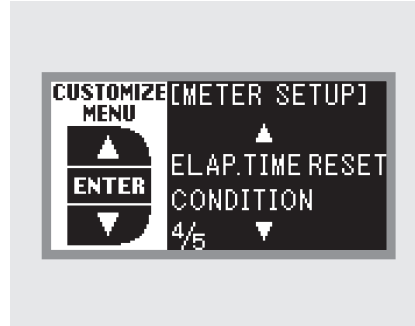 CUSTOMIZE
MENU
ENTER
[METER SETUP]
▲
ELAP.TIME RESET
CONDITION
4/5 ▼